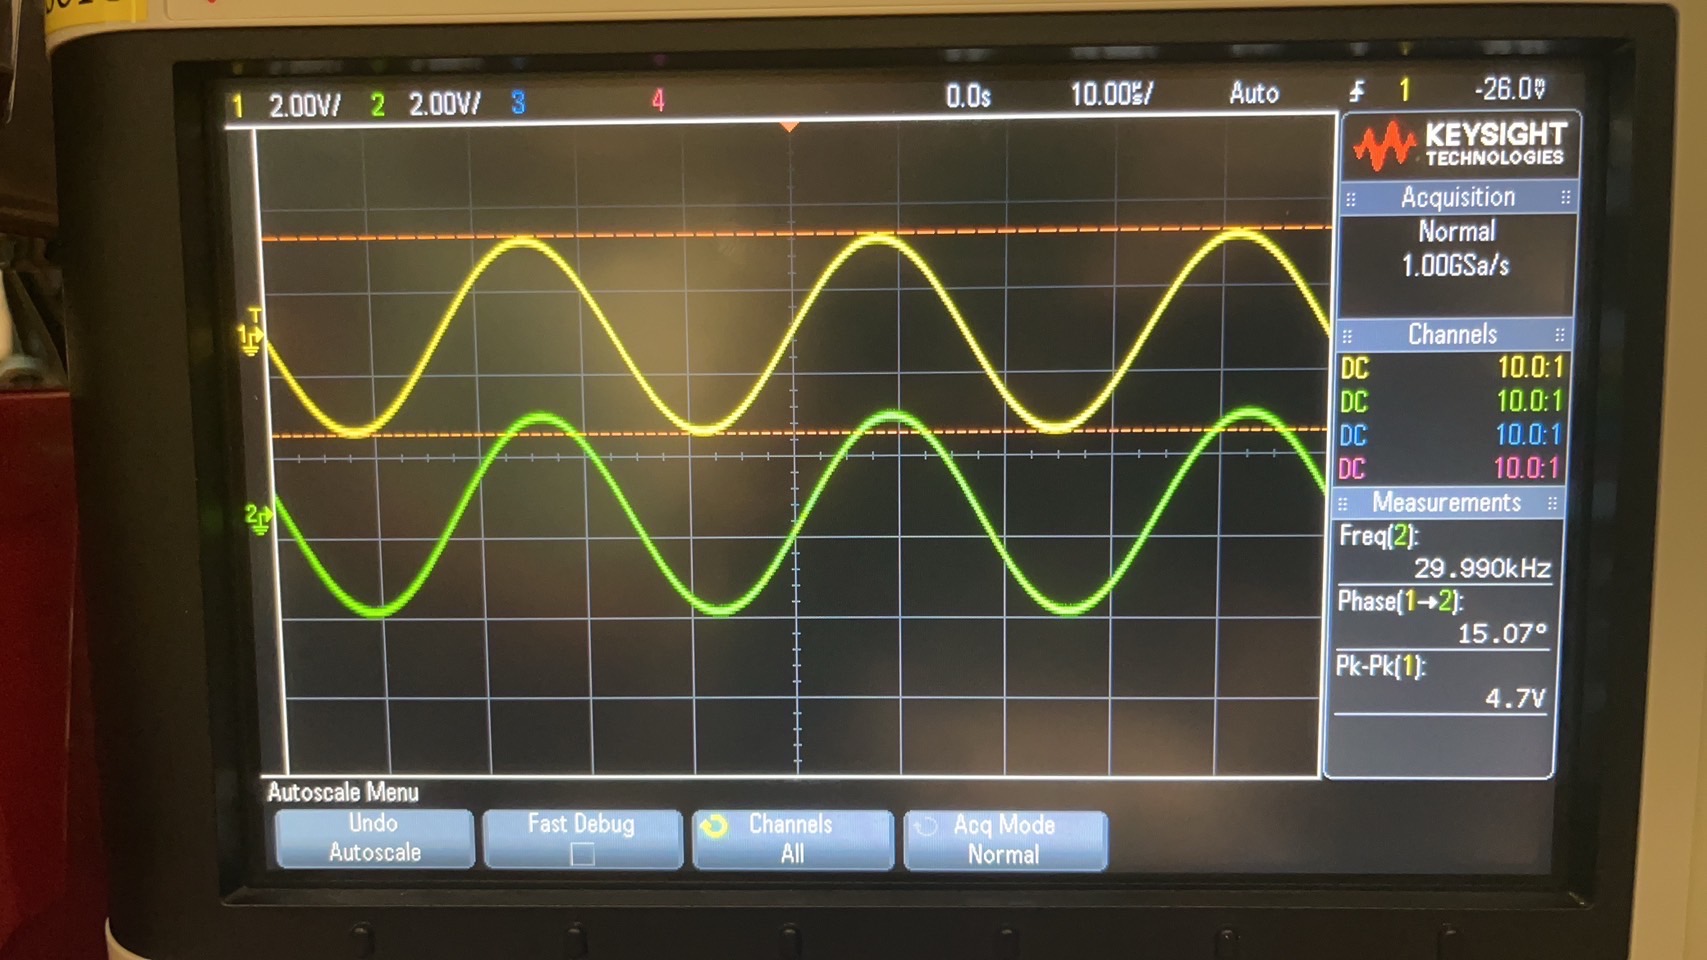 1 2.00V/ 2 2.00V/ 3 4 0.0s 10.00µs/ Auto 1 -26.0mV
KEYSIGHT
TECHNOLOGIES
Acquisition
Normal
1.00GSa/s
Channels
DC 10.0:1
DC 10.0:1
DC 10.0:1
DC 10.0:1
Measurements
Freq(2):
29.990kHz
Phase(1→2):
15.07°
Pk-Pk(1):
4.7V
T
1
2
Autoscale Menu
Undo
Autoscale
Fast Debug
Channels
All
Acq Mode
Normal